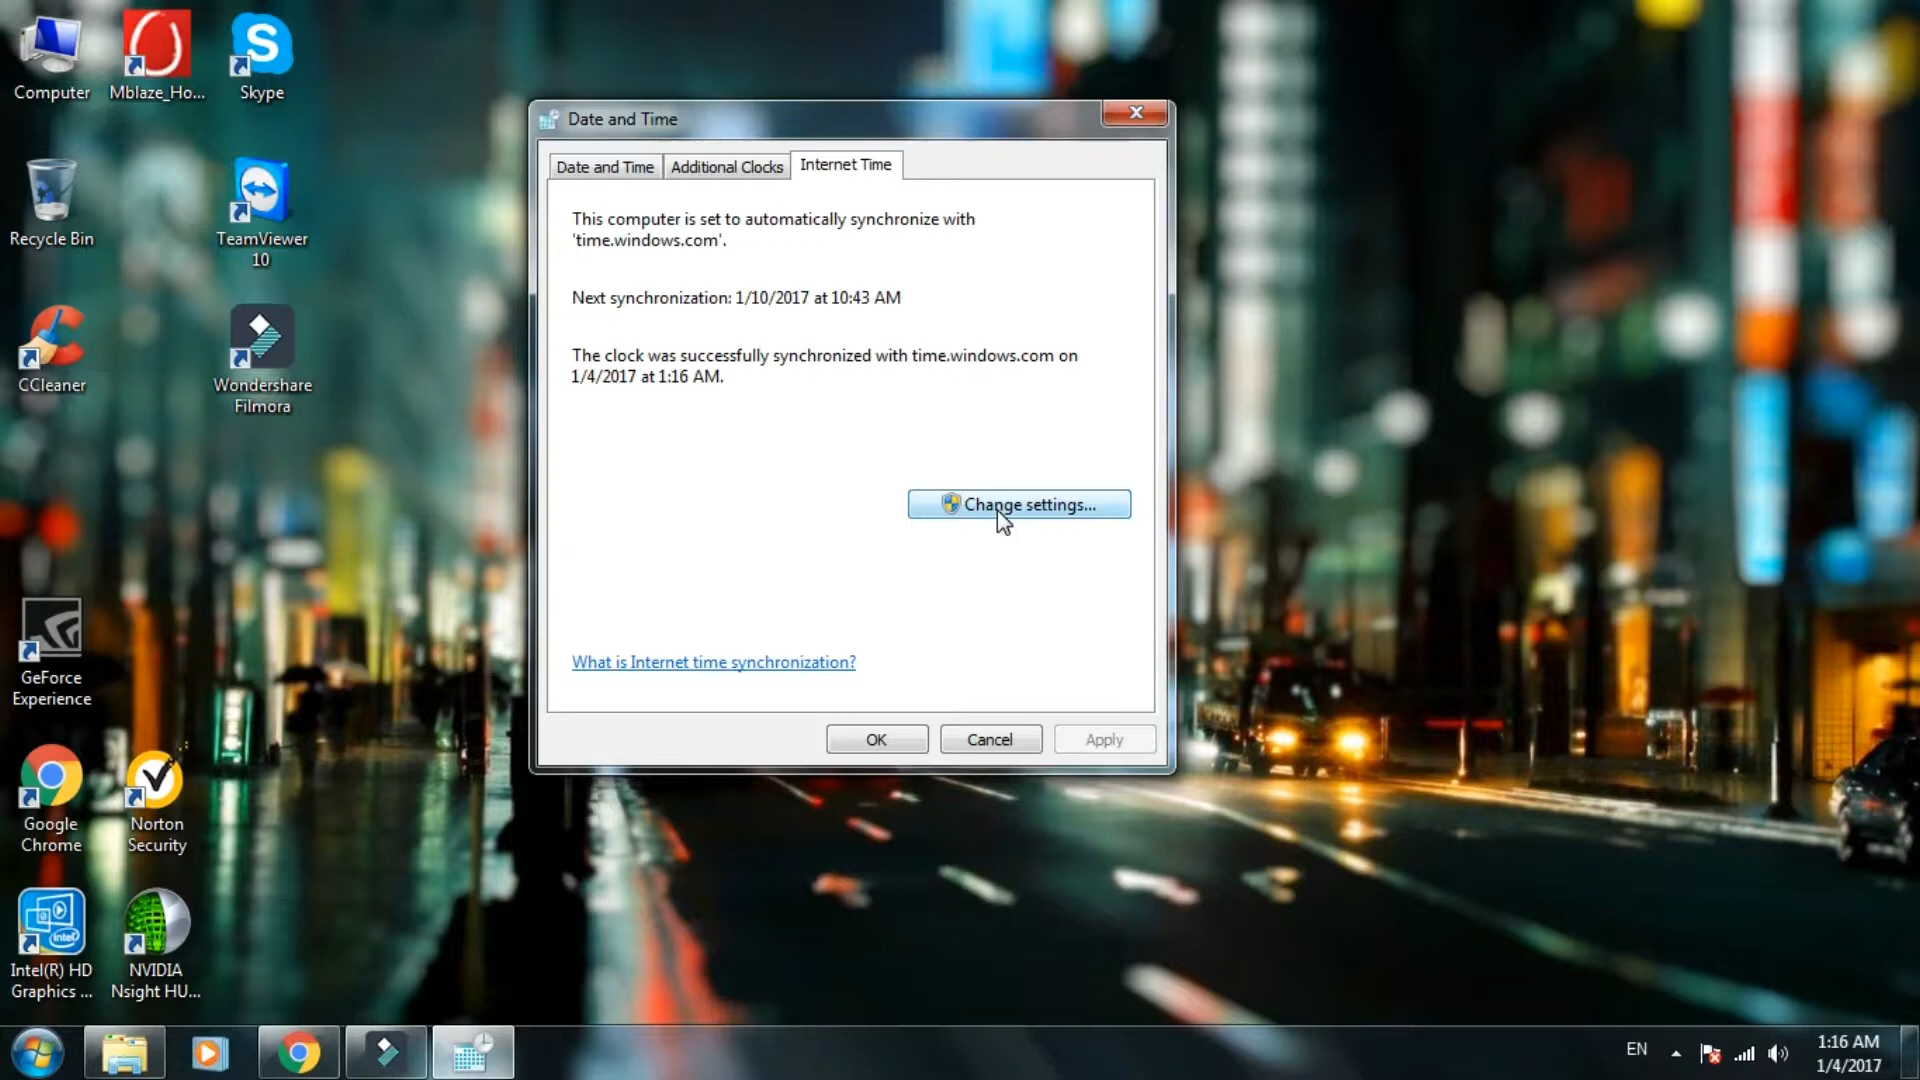 Computer
Mblaze_Ho...
Skype
Recycle Bin
TeamViewer
10
CCleaner
Wondershare
Filmora
GeForce
Experience
Google
Chrome
Norton
Security
Intel(R) HD
Graphics ...
NVIDIA
Nsight HU...
Date and Time
Date and Time
Additional Clocks
Internet Time
This computer is set to automatically synchronize with
'time.windows.com'.
Next synchronization: 1/10/2017 at 10:43 AM
The clock was successfully synchronized with time.windows.com on
1/4/2017 at 1:16 AM.
Change settings...
What is Internet time synchronization?
OK
Cancel
Apply
EN
1:16 AM
1/4/2017